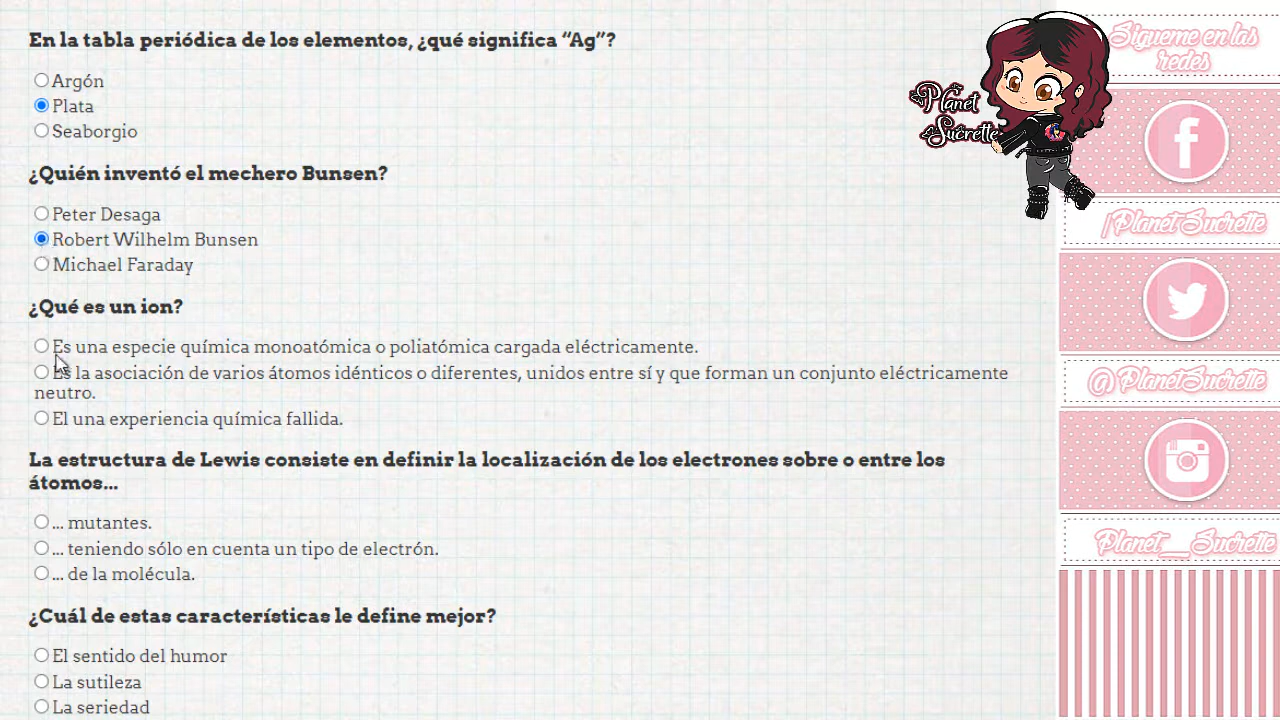 En la tabla periódica de los elementos, ¿qué significa “Ag”?
Argón
Plata
Seaborgio
¿Quién inventó el mechero Bunsen?
Peter Desaga
Robert Wilhelm Bunsen
Michael Faraday
¿Qué es un ion?
Es una especie química monoatómica o poliatómica cargada eléctricamente.
Es la asociación de varios átomos idénticos o diferentes, unidos entre sí y que forman un conjunto eléctricamente
neutro.
El una experiencia química fallida.
La estructura de Lewis consiste en definir la localización de los electrones sobre o entre los
átomos...
... mutantes.
... teniendo sólo en cuenta un tipo de electrón.
... de la molécula.
¿Cuál de estas características le define mejor?
El sentido del humor
La sutileza
La seriedad
Planet
Sucrette
Sigueme en las
redes
/Planet Sucrette
@PlanetSucrette
Planet__Sucrette